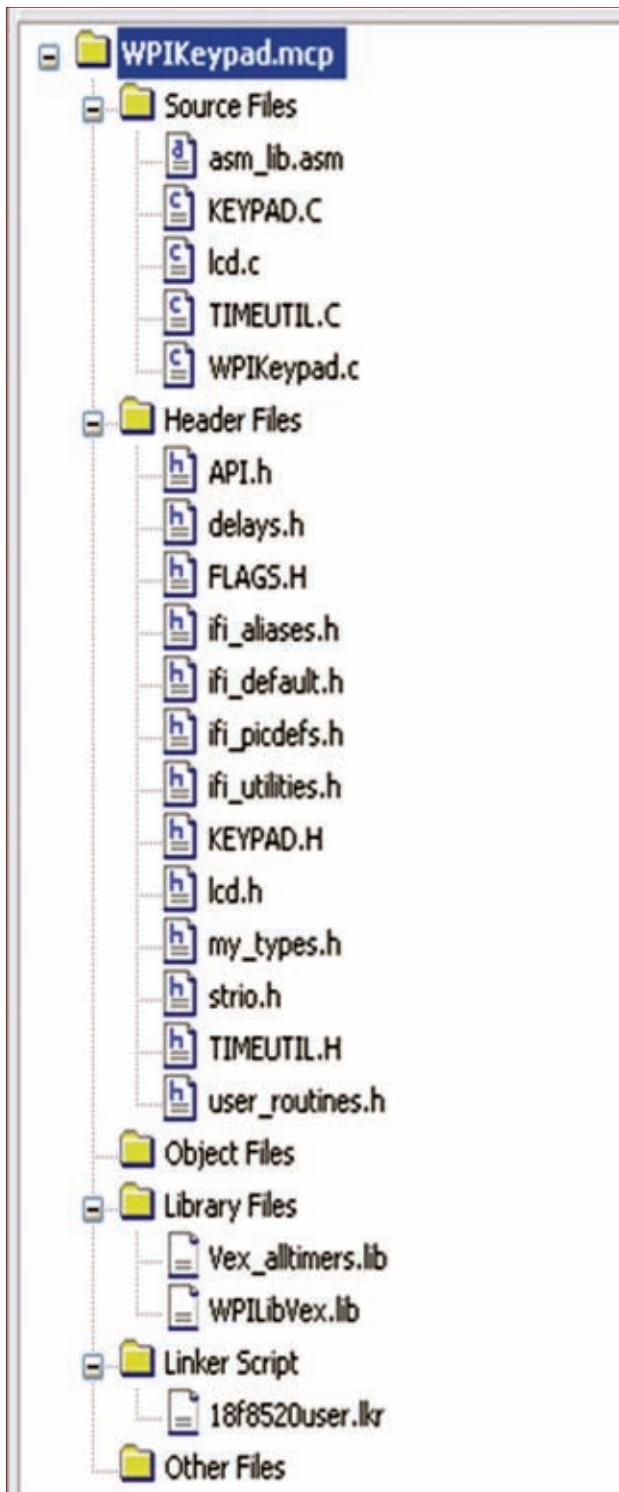 WPIKeypad.mcp
Source Files
asm_lib.asm
KEYPAD.C
lcd.c
TIMEUTIL.C
WPIKeypad.c
Header Files
API.h
delays.h
FLAGS.H
ifi_aliases.h
ifi_default.h
ifi_picdefs.h
ifi_utilities.h
KEYPAD.H
lcd.h
my_types.h
strio.h
TIMEUTIL.H
user_routines.h
Object Files
Library Files
Vex_alltimers.lib
WPILibVex.lib
Linker Script
18f8520user.lkr
Other Files